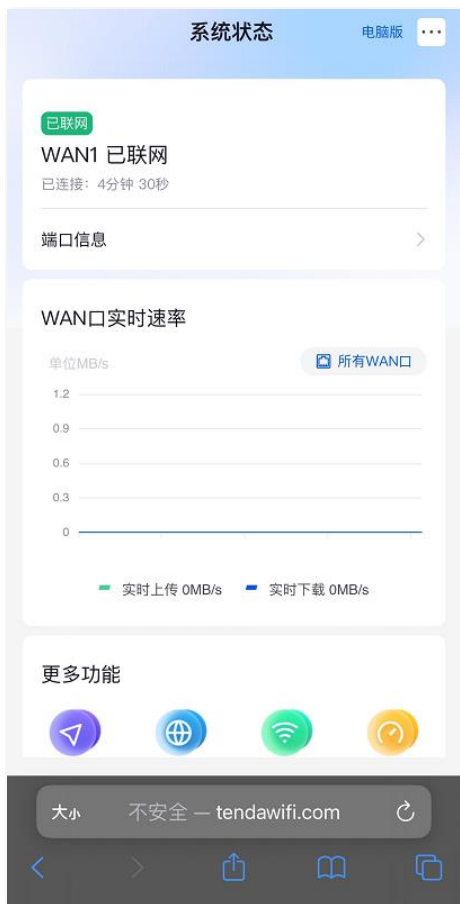 系统状态
电脑版
已联网
WAN1 已联网
已连接：4分钟 30秒
端口信息
WAN口实时速率
单位MB/s
所有WAN口
1.2
0.9
0.6
0.3
0
实时上传 0MB/s
实时下载 0MB/s
更多功能
大小
不安全 — tendawifi.com